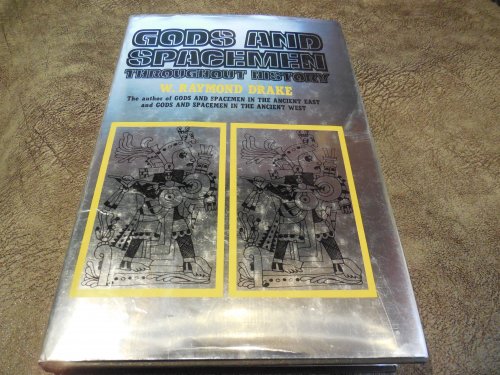 GODS AND
SPACEMEN
THROUGHOUT HISTORY
W. RAYMOND DRAKE
The author of GODS AND SPACEMEN IN THE ANCIENT EAST
and GODS AND SPACEMEN IN THE ANCIENT WEST